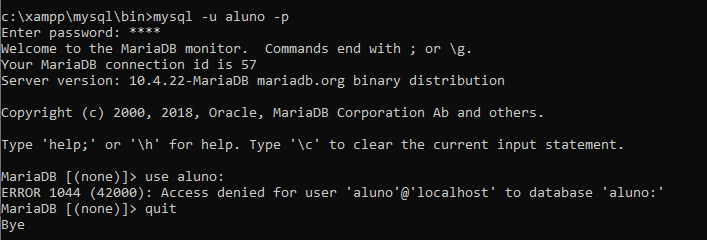 c:\xampp\mysql\bin>mysql -u aluno -p
Enter password: ****
Welcome to the MariaDB monitor.  Commands end with ; or \g.
Your MariaDB connection id is 57
Server version: 10.4.22-MariaDB mariadb.org binary distribution
Copyright (c) 2000, 2018, Oracle, MariaDB Corporation Ab and others.
Type 'help;' or '\h' for help. Type '\c' to clear the current input statement.
MariaDB [(none)]> use aluno:
ERROR 1044 (42000): Access denied for user 'aluno'@'localhost' to database 'aluno:'
MariaDB [(none)]> quit
Bye